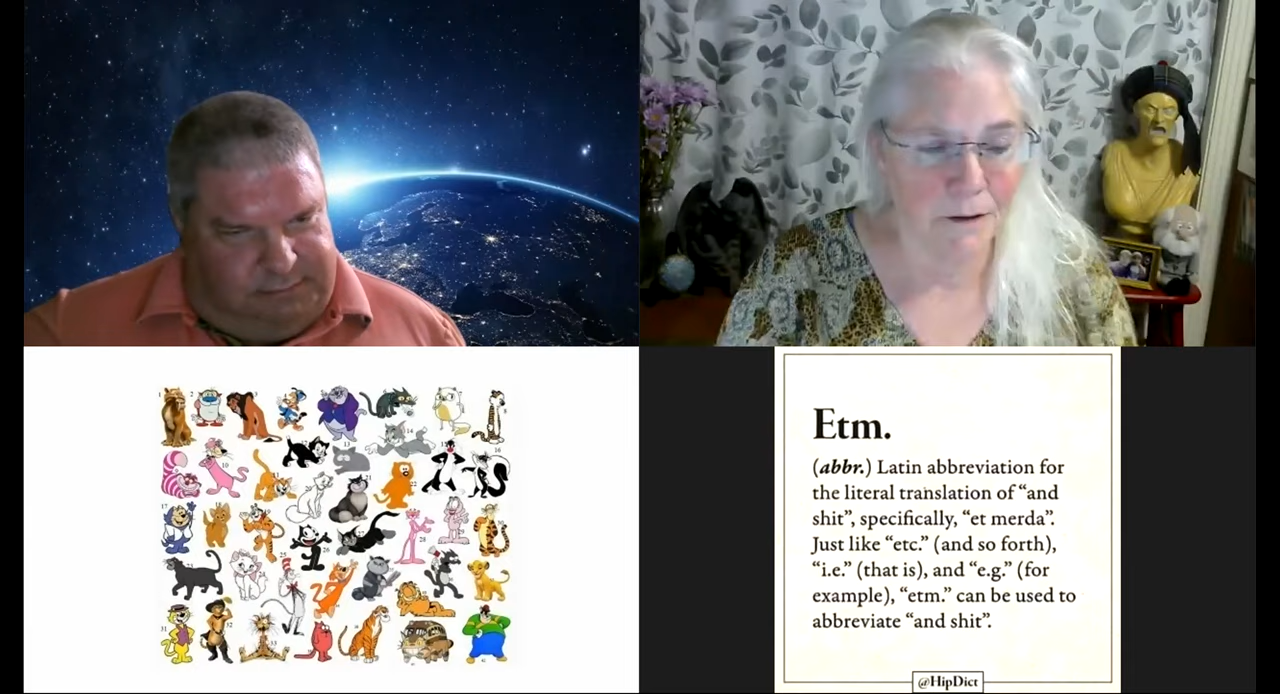 Etm.
(abbr.) Latin abbreviation for
the literal translation of “and
shit”, specifically, “et merda”.
Just like “etc.” (and so forth),
“i.e.” (that is), and “e.g.” (for
example), “etm.” can be used to
abbreviate “and shit”.
@HipDict